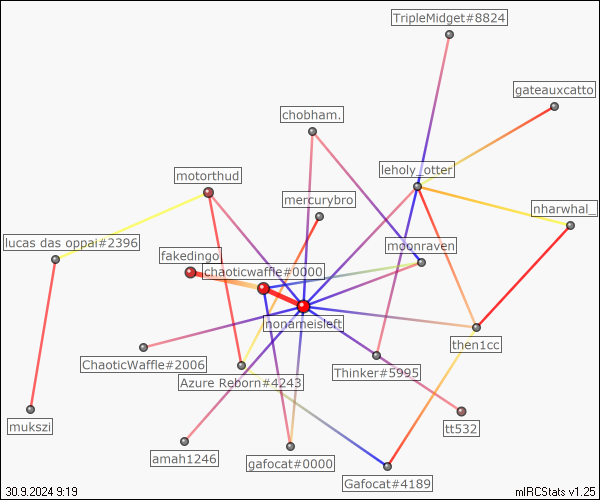 TripleMidget#8824
gateauxcatto
chobham.
leholy_otter
motorthud
mercurybro
nharwhal_
lucas das oppai#2396
moonraven
fakedingo
chaoticwaffle#0000
nonameisleft
then1cc
ChaoticWaffle#2006
Thinker#5995
Azure Reborn#4243
mukszi
tt532
amah1246
gafocat#0000
Gafocat#4189
30.9.2024 9:19
mIRCStats v1.25